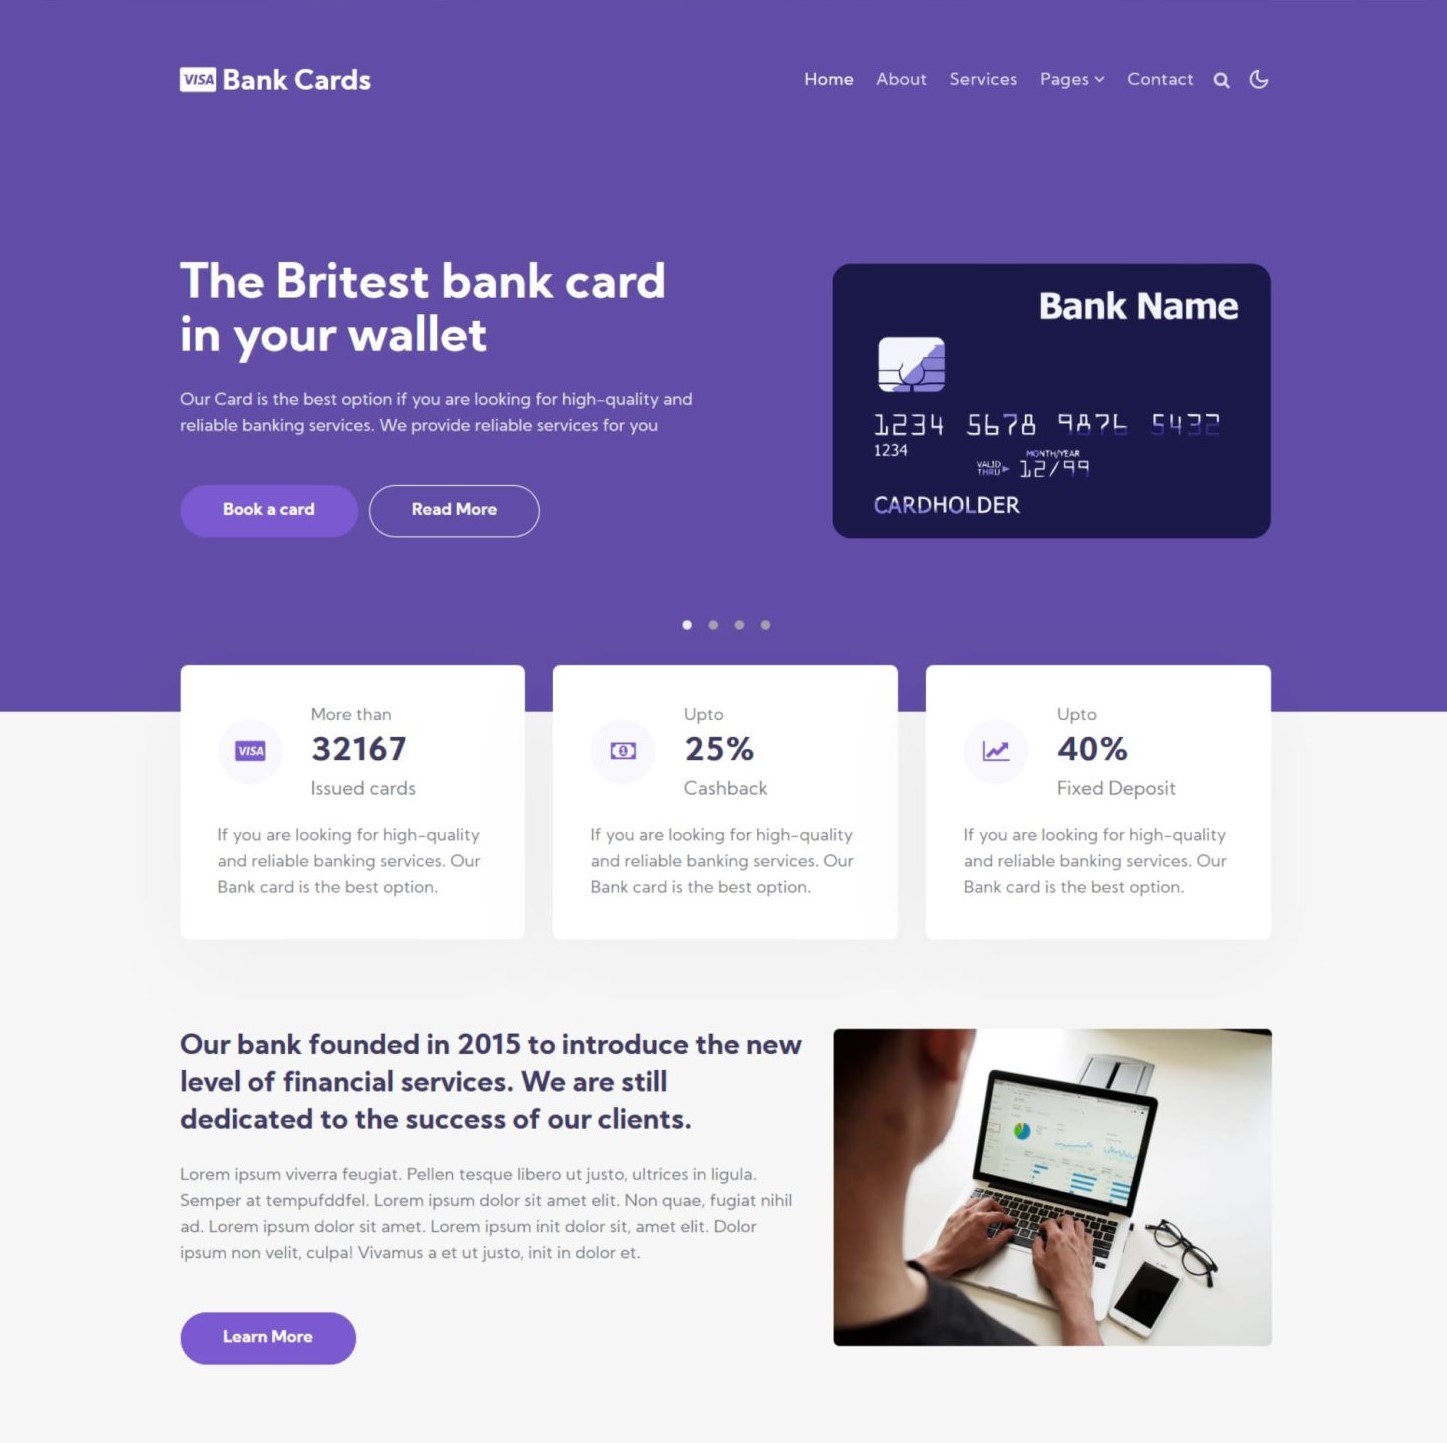 VISA Bank Cards
Home About Services Pages Contact
The Britest bank card
in your wallet
Our Card is the best option if you are looking for high-quality and
reliable banking services. We provide reliable services for you
Book a card Read More
Bank Name
1234 5678 9876 5432
1234
MONTH/YEAR
VALID THRU 12/99
CARDHOLDER
VISA
More than
32167
Issued cards
If you are looking for high-quality
and reliable banking services. Our
Bank card is the best option.
Upto
25%
Cashback
If you are looking for high-quality
and reliable banking services. Our
Bank card is the best option.
Upto
40%
Fixed Deposit
If you are looking for high-quality
and reliable banking services. Our
Bank card is the best option.
Our bank founded in 2015 to introduce the new
level of financial services. We are still
dedicated to the success of our clients.
Lorem ipsum viverra feugiat. Pellen tesque libero ut justo, ultrices in ligula.
Semper at tempufddfel. Lorem ipsum dolor sit amet elit. Non quae, fugiat nihil
ad. Lorem ipsum dolor sit amet. Lorem ipsum init dolor sit, amet elit. Dolor
ipsum non velit, culpa! Vivamus a et ut justo, init in dolor et.
Learn More